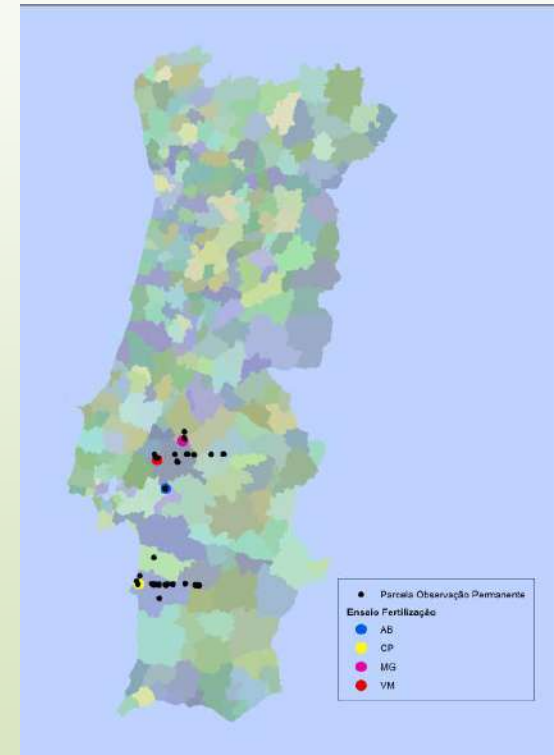 Parcela Observação Permanente
Ensaio Fertilização
AB
CP
MG
VM